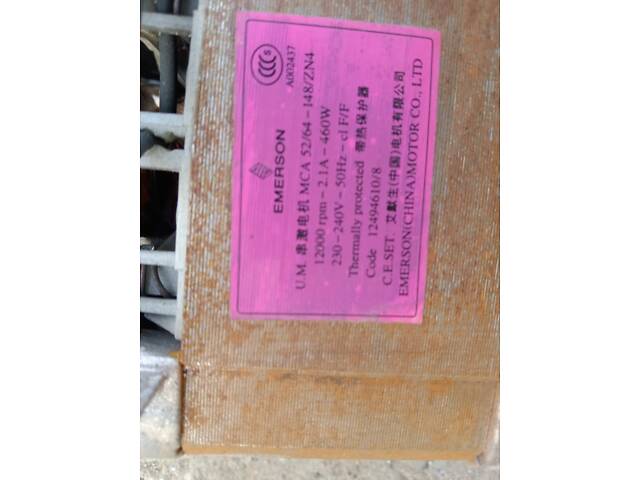 CCC S
A002437
EMERSON
U.M. 串激电机 MCA 52/64-148/ZN4
12000 rpm-2.1A-460W
230-240V-50Hz-cl F/F
Thermally protected 带热保护器
Code 12494610/8
C.E.SET. 艾默生(中国)电机有限公司
EMERSON(CHINA)MOTOR CO., LTD